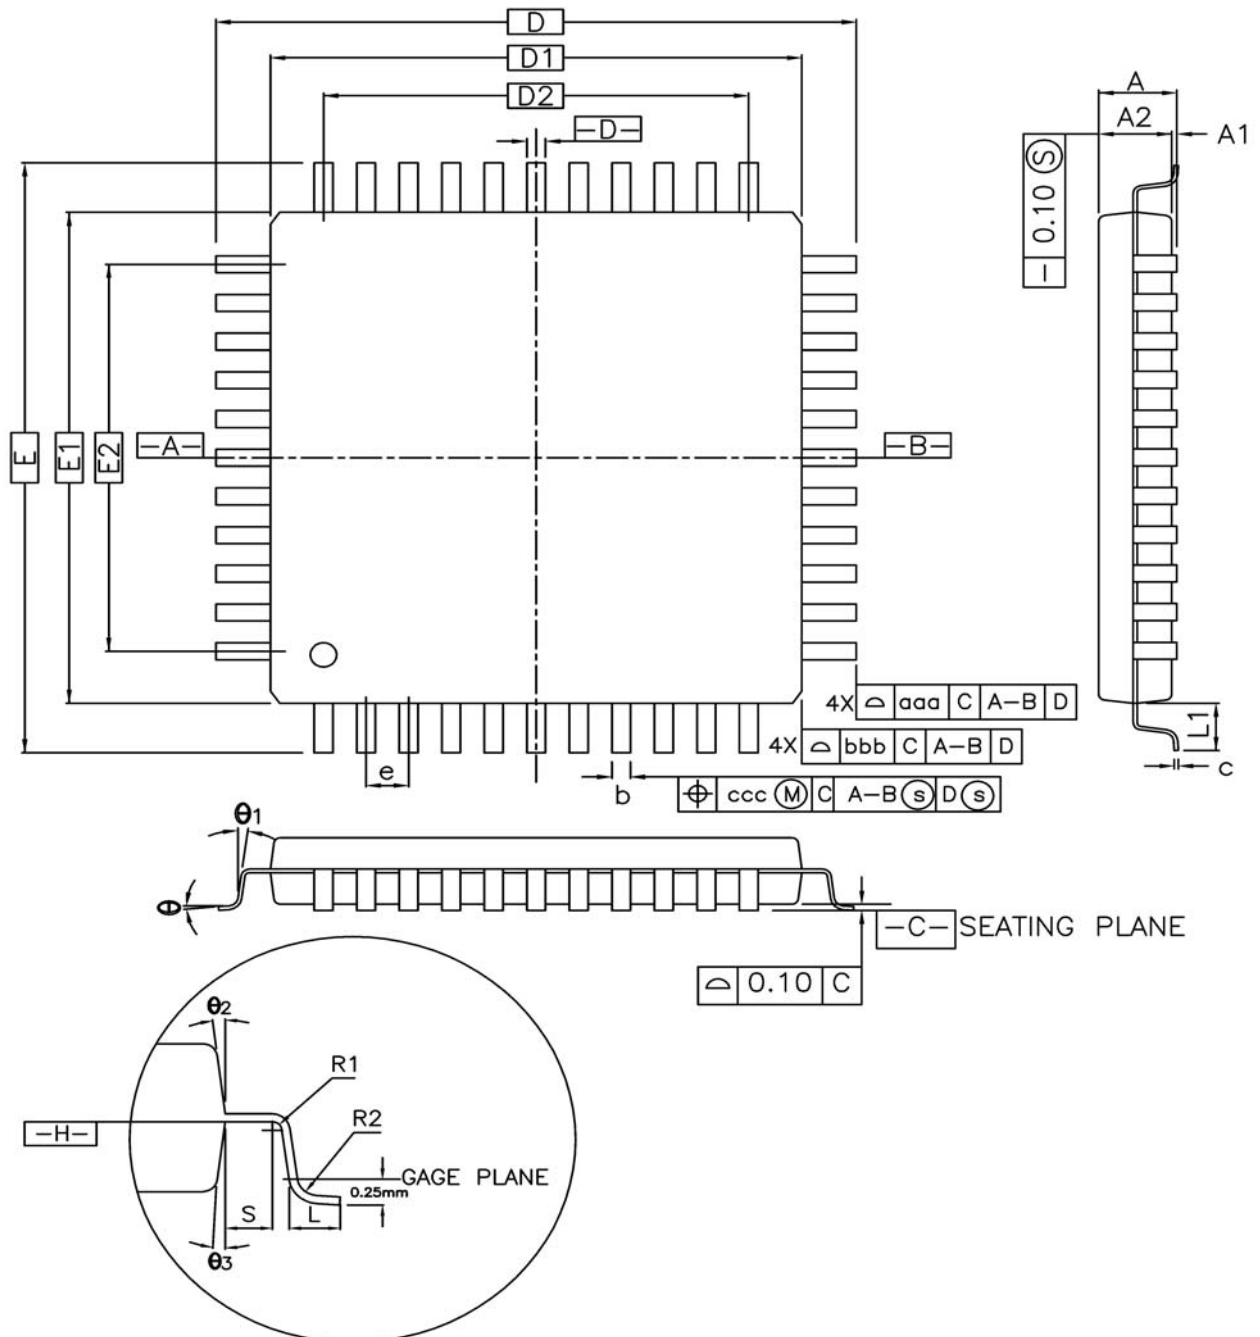 D
D1
D2
-D-
A
A2
A1
0.10 Ⓢ
E
E1
E2
-A-
-B-
4X ⌓ aaa C A-B D
4X ⌓ bbb C A-B D
e
b
⌖ ccc Ⓜ C A-B ⓢ D ⓢ
L1
c
θ1
θ
-C- SEATING PLANE
⌓ 0.10 C
θ2
R1
R2
-H-
GAGE PLANE
0.25mm
S
L
θ3